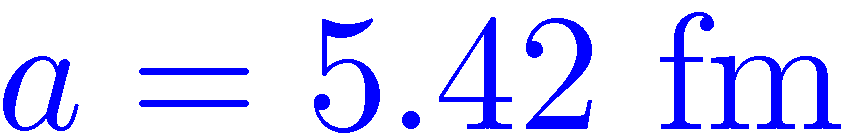 a = 5.42 fm